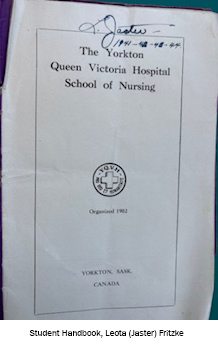 L. Jaster -
1941-42-43-44.
The Yorkton
Queen Victoria Hospital
School of Nursing
YQVH
Organized 1902
YORKTON, SASK.
CANADA
Student Handbook, Leota (Jaster) Fritzke